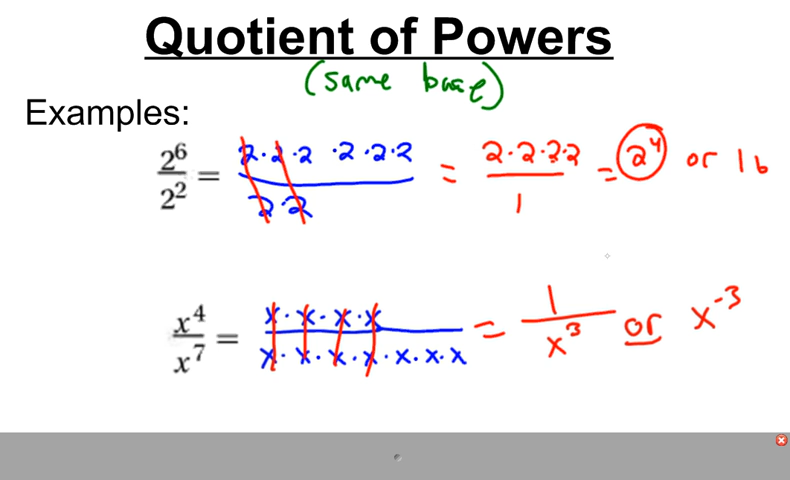 Quotient of Powers
(same base)
Examples:
2^6/2^2 = 2·2·2·2·2·2/2·2 = 2·2·2·2/1 = 2^4 or 16
x^4/x^7 = x·x·x·x/x·x·x·x·x·x·x = 1/x^3 or x^-3